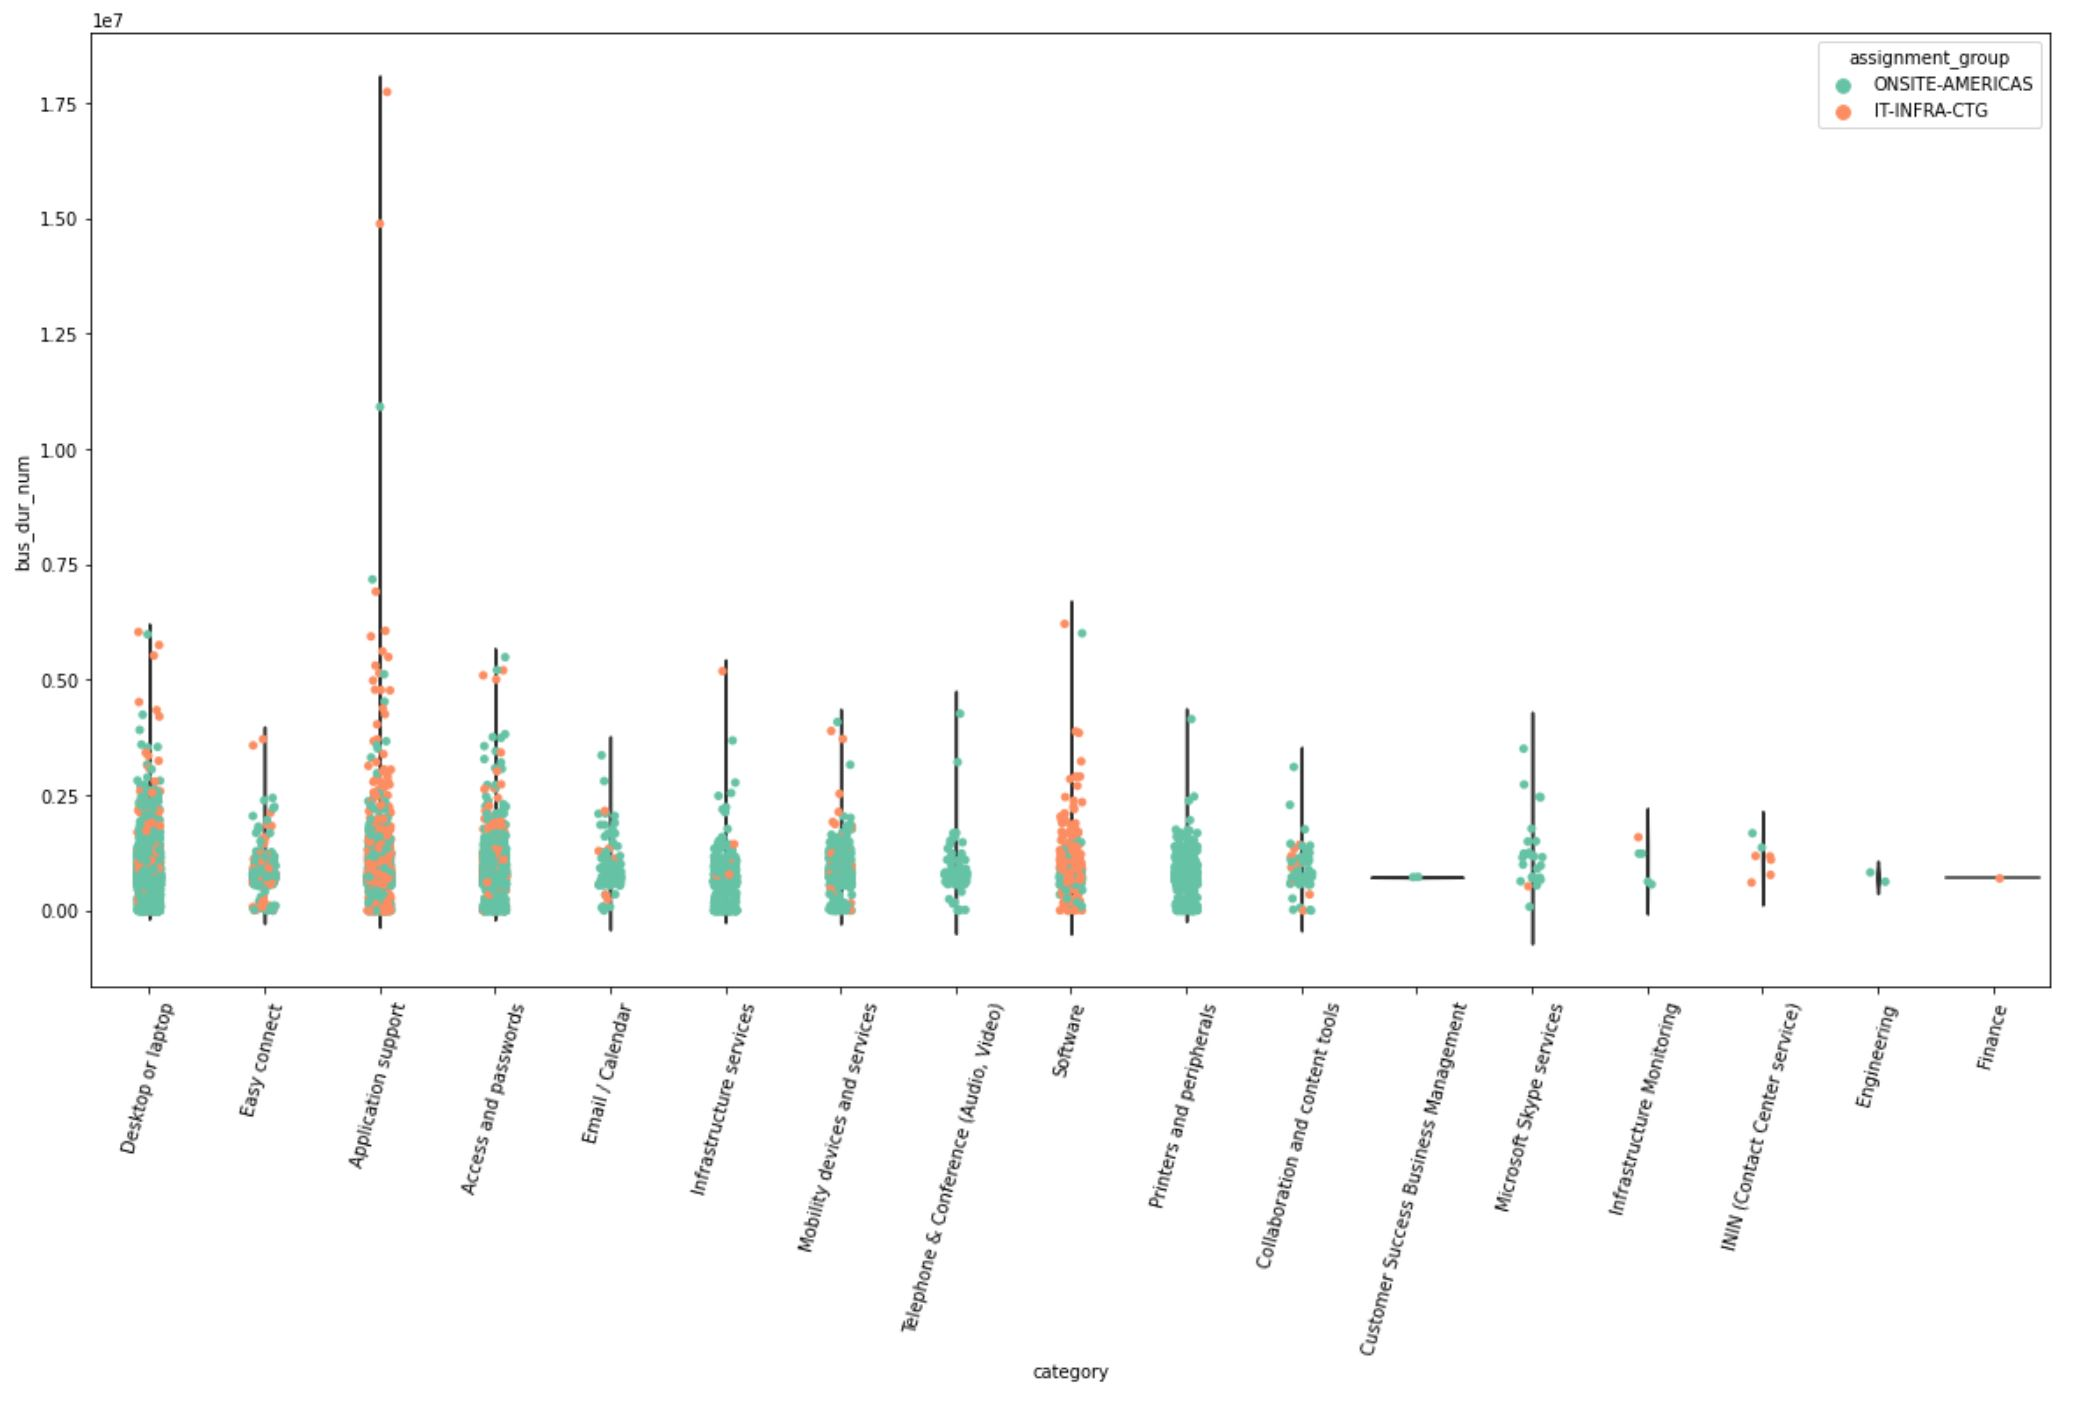 1e7
assignment_group
ONSITE-AMERICAS
IT-INFRA-CTG
1.75
1.50
1.25
1.00
0.75
0.50
0.25
0.00
bus_dur_num
Desktop or laptop
Easy connect
Application support
Access and passwords
Email / Calendar
Infrastructure services
Mobility devices and services
Telephone & Conference (Audio, Video)
Software
Printers and peripherals
Collaboration and content tools
Customer Success Business Management
Microsoft Skype services
Infrastructure Monitoring
ININ (Contact Center service)
Engineering
Finance
category